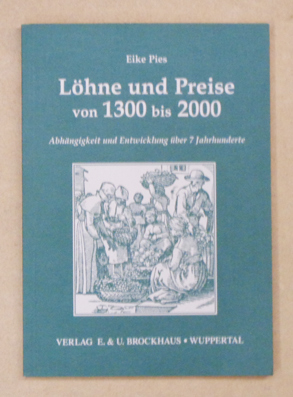 Eike Pies
Löhne und Preise
von 1300 bis 2000
Abhängigkeit und Entwicklung über 7 Jahrhunderte
VERLAG E. & U. BROCKHAUS • WUPPERTAL